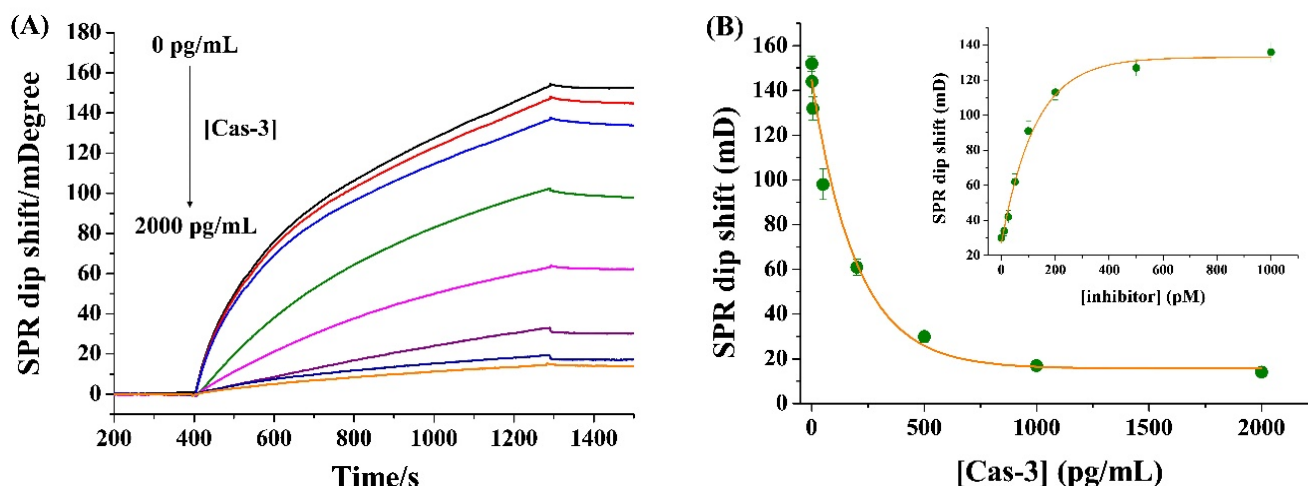 (A)
SPR dip shift/mDegree
180
160
140
120
100
80
60
40
20
0
0 pg/mL
[Cas-3]
2000 pg/mL
200 400 600 800 1000 1200 1400
Time/s
(B)
SPR dip shift (mD)
160
140
120
100
80
60
40
20
0
0 500 1000 1500 2000
[Cas-3] (pg/mL)
SPR dip shift (mD)
140
120
100
80
60
40
20
0 200 400 600 800 1000
[inhibitor] (pM)